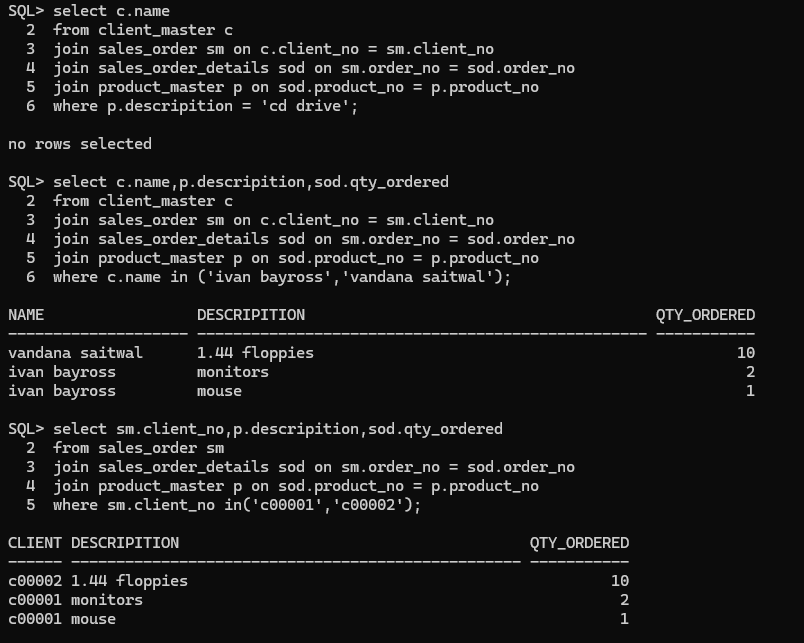 SQL> select c.name
  2  from client_master c
  3  join sales_order sm on c.client_no = sm.client_no
  4  join sales_order_details sod on sm.order_no = sod.order_no
  5  join product_master p on sod.product_no = p.product_no
  6  where p.descripition = 'cd drive';

no rows selected

SQL> select c.name,p.descripition,sod.qty_ordered
  2  from client_master c
  3  join sales_order sm on c.client_no = sm.client_no
  4  join sales_order_details sod on sm.order_no = sod.order_no
  5  join product_master p on sod.product_no = p.product_no
  6  where c.name in ('ivan bayross','vandana saitwal');

NAME                 DESCRIPITION                                       QTY_ORDERED
-------------------- -------------------------------------------------- -----------
vandana saitwal      1.44 floppies                                               10
ivan bayross         monitors                                                     2
ivan bayross         mouse                                                        1

SQL> select sm.client_no,p.descripition,sod.qty_ordered
  2  from sales_order sm
  3  join sales_order_details sod on sm.order_no = sod.order_no
  4  join product_master p on sod.product_no = p.product_no
  5  where sm.client_no in('c00001','c00002');

CLIENT DESCRIPITION                                       QTY_ORDERED
------ -------------------------------------------------- -----------
c00002 1.44 floppies                                               10
c00001 monitors                                                     2
c00001 mouse                                                        1